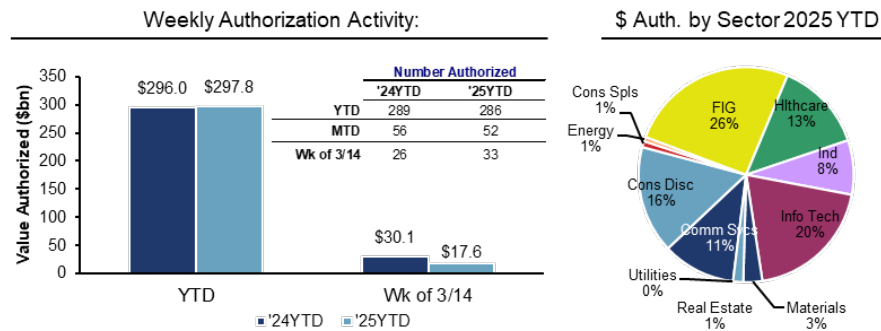 Weekly Authorization Activity:
Value Authorized ($bn)
350
300
250
200
150
100
50
0
$296.0 $297.8
$30.1
$17.6
YTD Wk of 3/14
'24YTD '25YTD
Number Authorized
'24YTD '25YTD
YTD 289 286
MTD 56 52
Wk of 3/14 26 33
$ Auth. by Sector 2025 YTD
FIG
26%
Hlthcare
13%
Ind
8%
Info Tech
20%
Materials
3%
Real Estate
1%
Utilities
0%
Comm Svcs
11%
Cons Disc
16%
Energy
1%
Cons Spls
1%